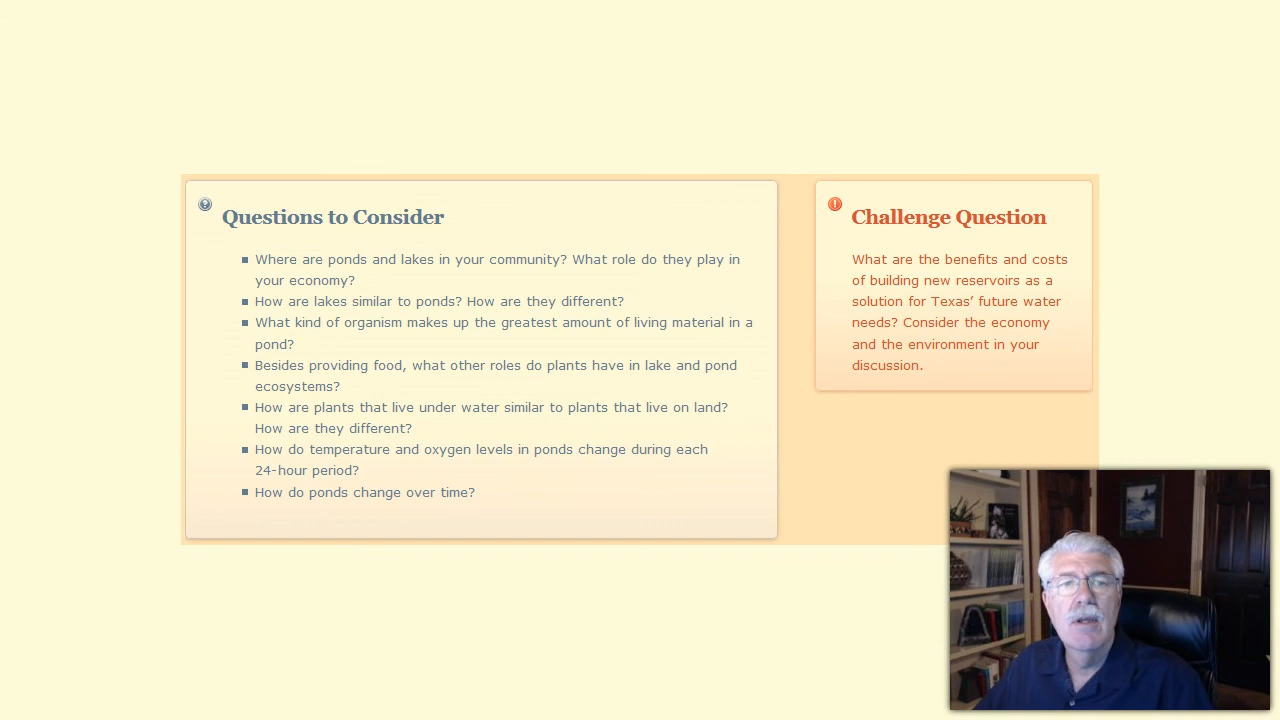 Questions to Consider
Where are ponds and lakes in your community? What role do they play in
your economy?
How are lakes similar to ponds? How are they different?
What kind of organism makes up the greatest amount of living material in a
pond?
Besides providing food, what other roles do plants have in lake and pond
ecosystems?
How are plants that live under water similar to plants that live on land?
How are they different?
How do temperature and oxygen levels in ponds change during each
24-hour period?
How do ponds change over time?
Challenge Question
What are the benefits and costs
of building new reservoirs as a
solution for Texas’ future water
needs? Consider the economy
and the environment in your
discussion.